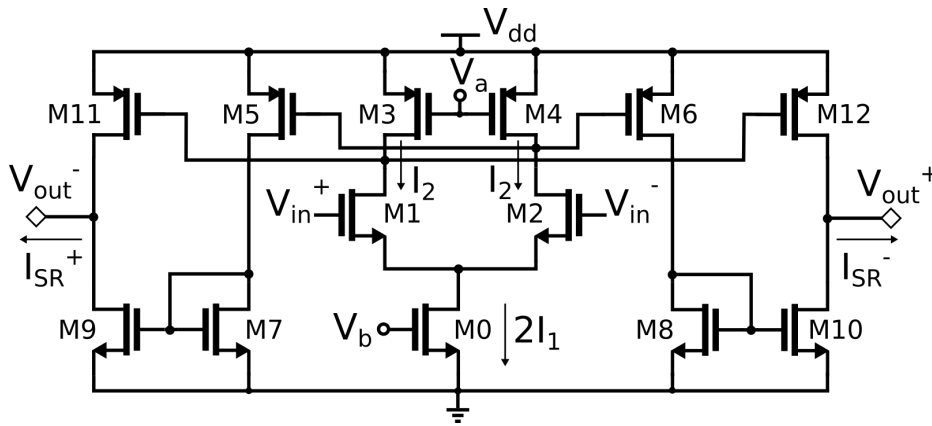 Vdd
Va
M11
M5
M3
M4
M6
M12
Vout-
Vin+
I2
I2
Vin-
Vout+
M1
M2
ISR+
ISR-
M9
M7
Vb
M0
2I1
M8
M10